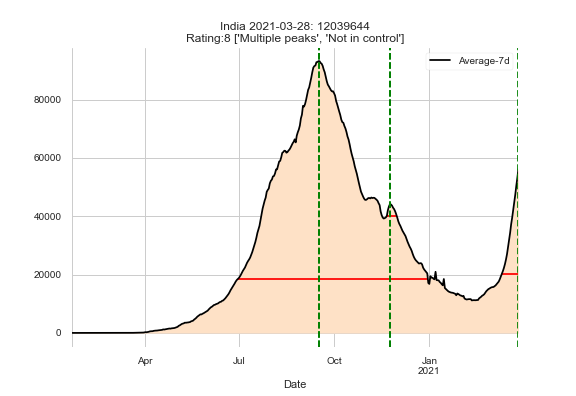 India 2021-03-28: 12039644
Rating:8 ['Multiple peaks', 'Not in control']
Average-7d
80000
60000
40000
20000
0
Apr
Jul
Oct
Jan
2021
Date